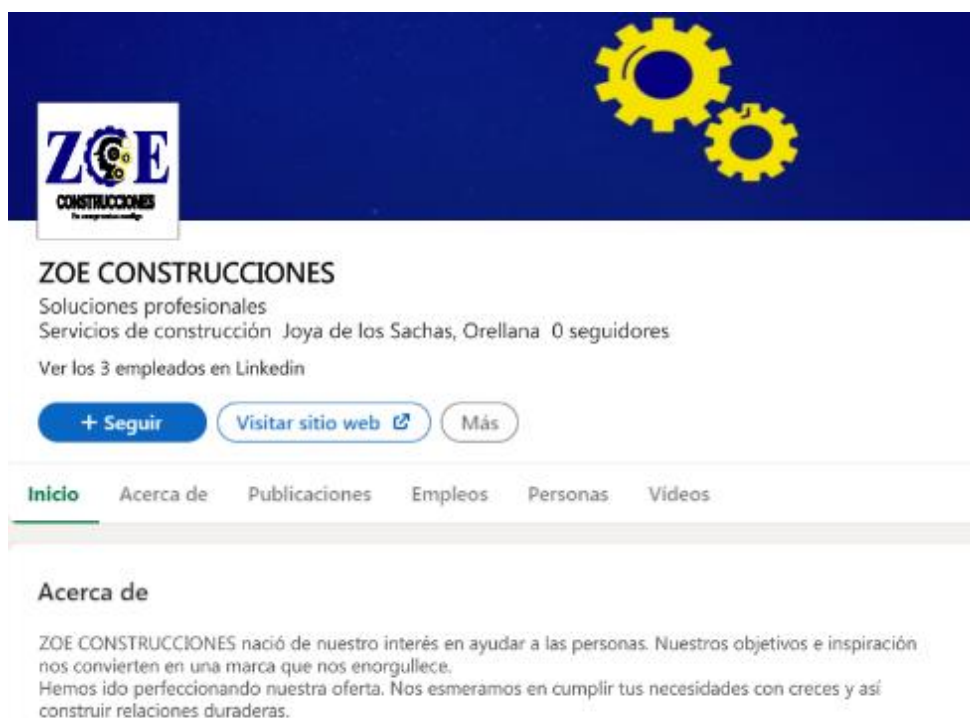 ZOE
CONSTRUCCIONES
ZOE CONSTRUCCIONES
Soluciones profesionales
Servicios de construcción Joya de los Sachas, Orellana 0 seguidores
Ver los 3 empleados en Linkedin
+ Seguir Visitar sitio web Más
Inicio Acerca de Publicaciones Empleos Personas Vídeos
Acerca de
ZOE CONSTRUCCIONES nació de nuestro interés en ayudar a las personas. Nuestros objetivos e inspiración
nos convierten en una marca que nos enorgullece.
Hemos ido perfeccionando nuestra oferta. Nos esmeramos en cumplir tus necesidades con creces y así
construir relaciones duraderas.